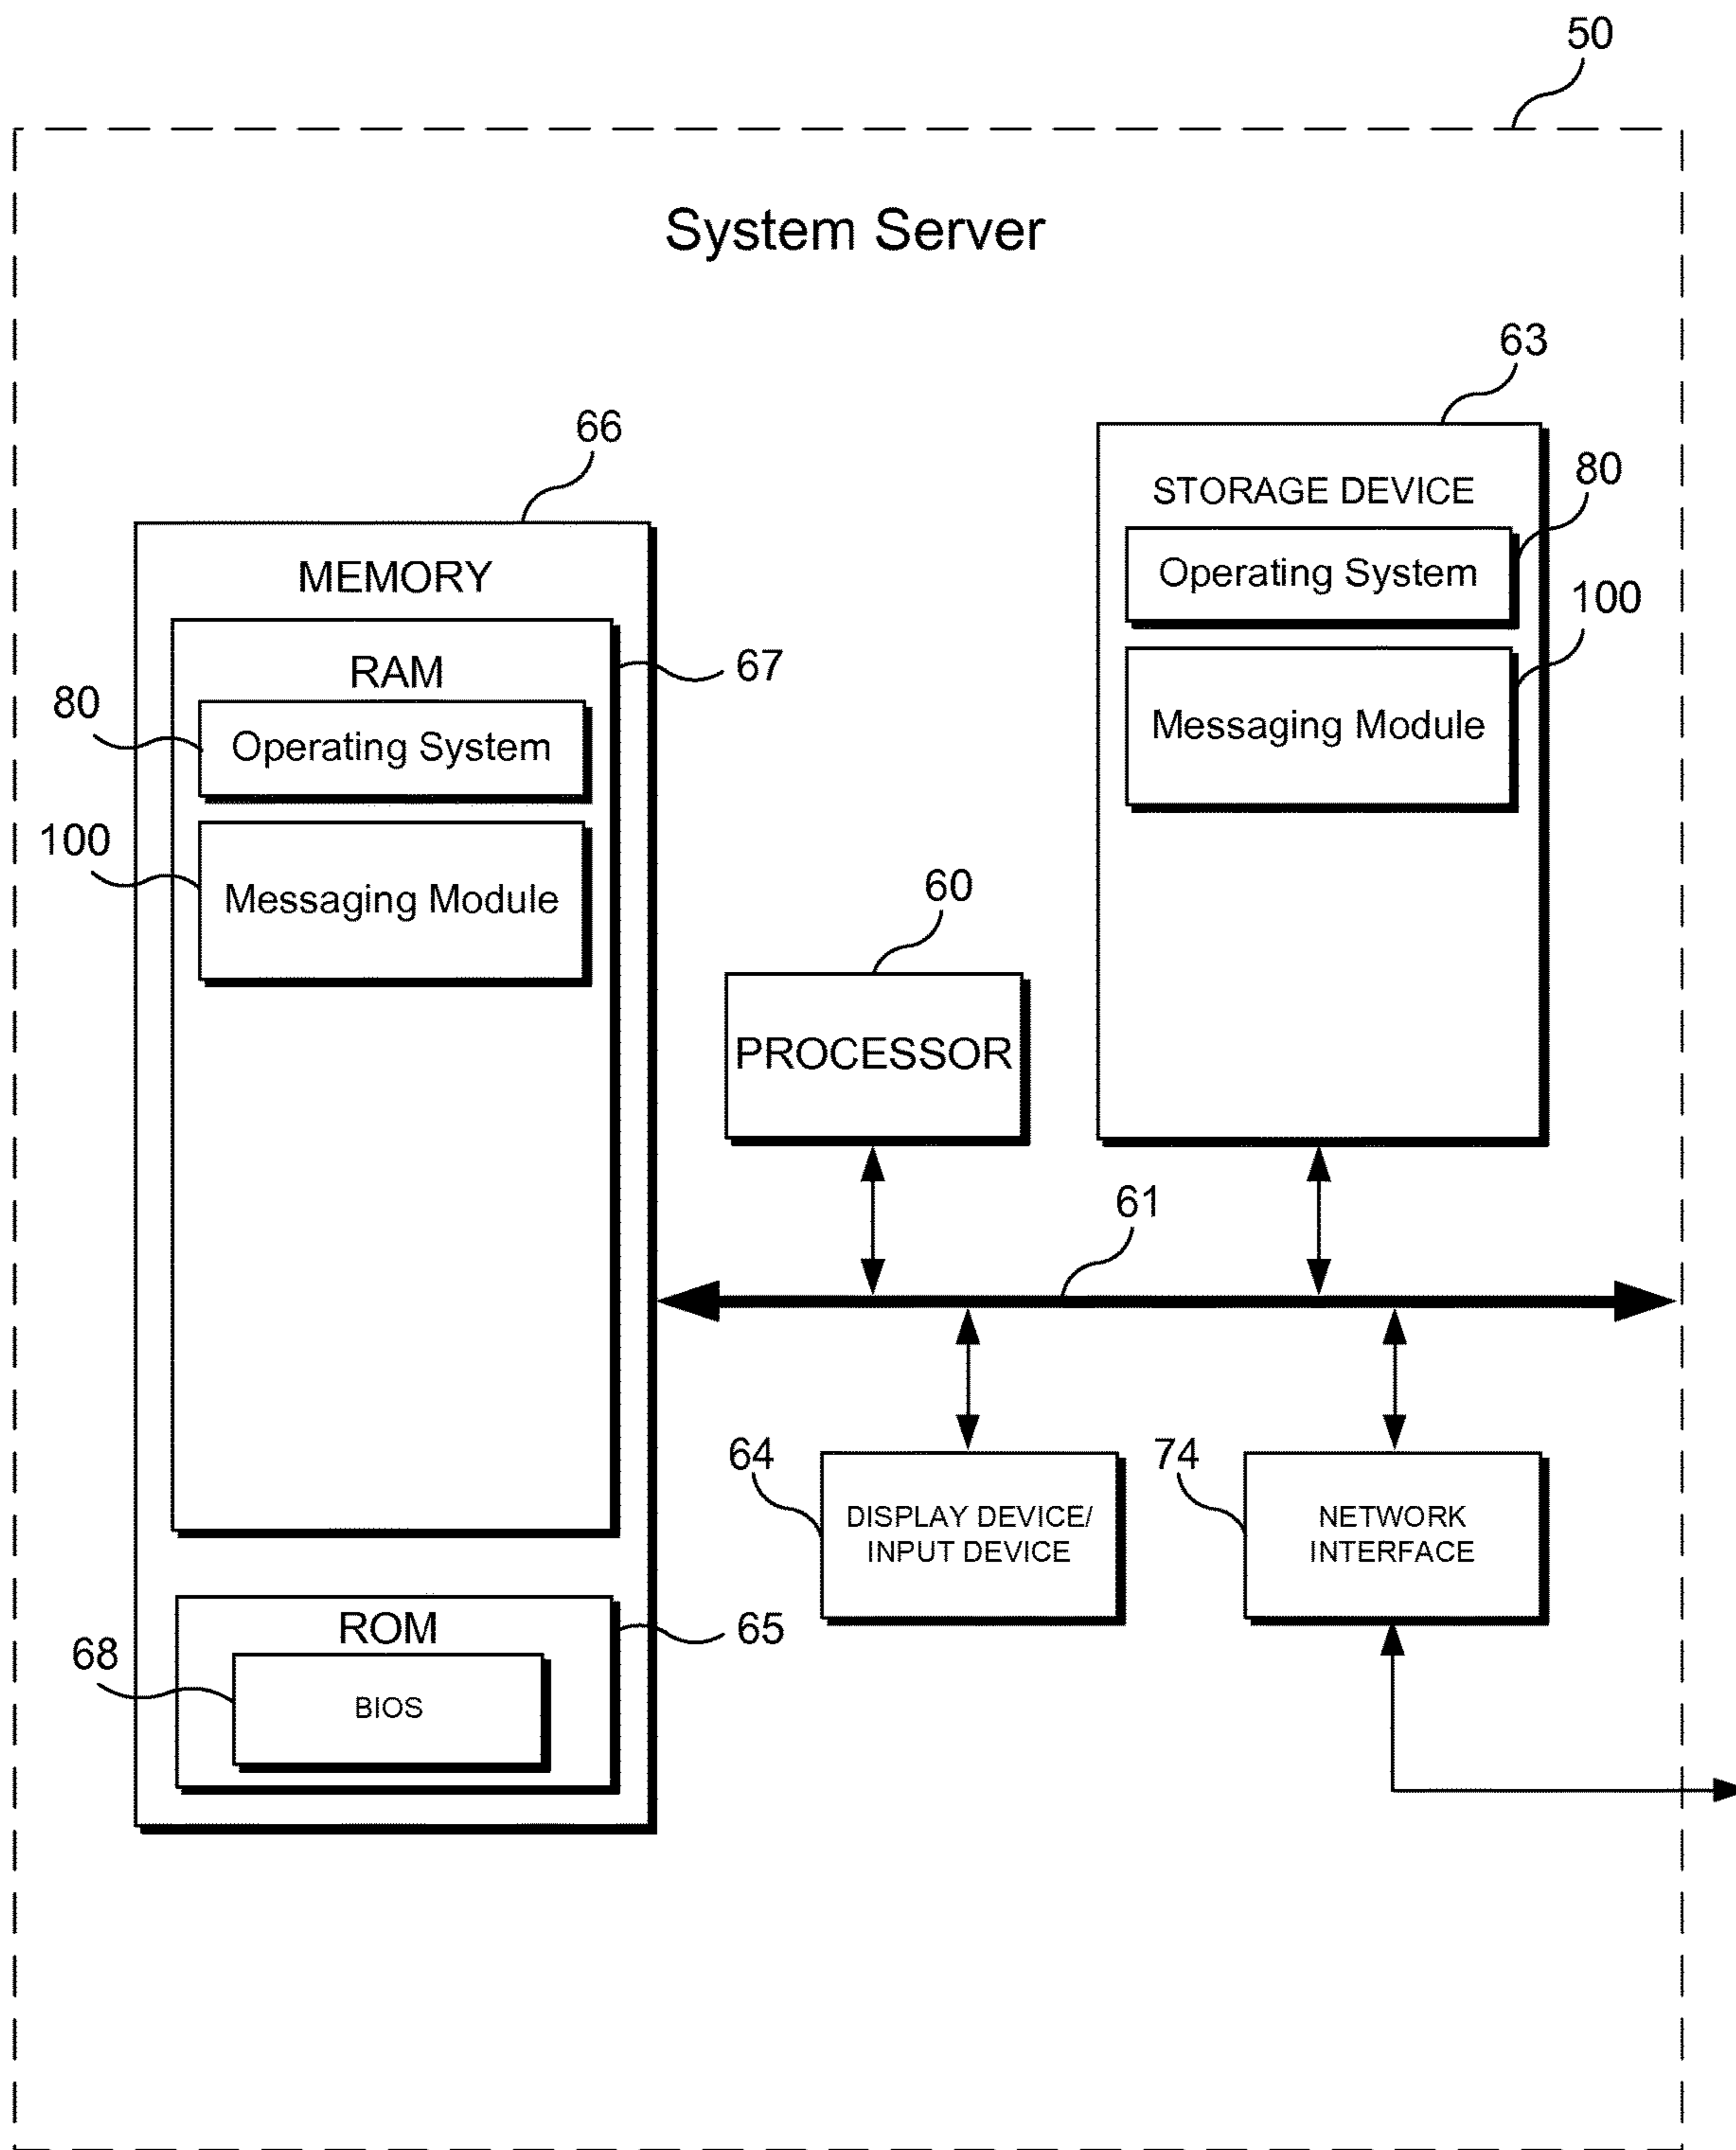 50
System Server
63
66
STORAGE DEVICE
80
Operating System
100
Messaging Module
MEMORY
RAM
67
80
Operating System
100
Messaging Module
60
PROCESSOR
61
64
DISPLAY DEVICE/
INPUT DEVICE
74
NETWORK
INTERFACE
ROM
65
68
BIOS